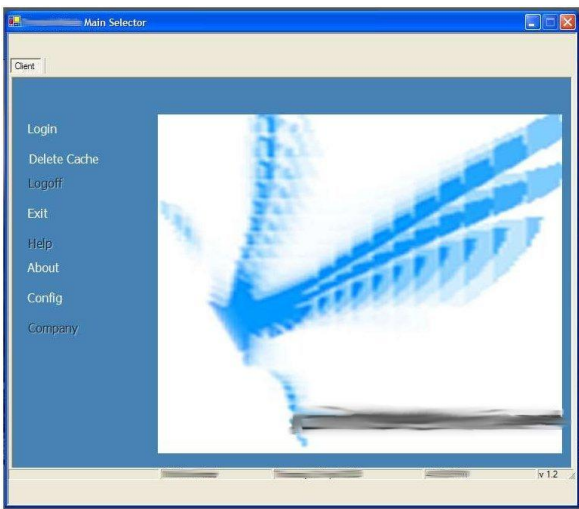 Main Selector
Client
Login
Delete Cache
Logoff
Exit
Help
About
Config
Company
v 1.2